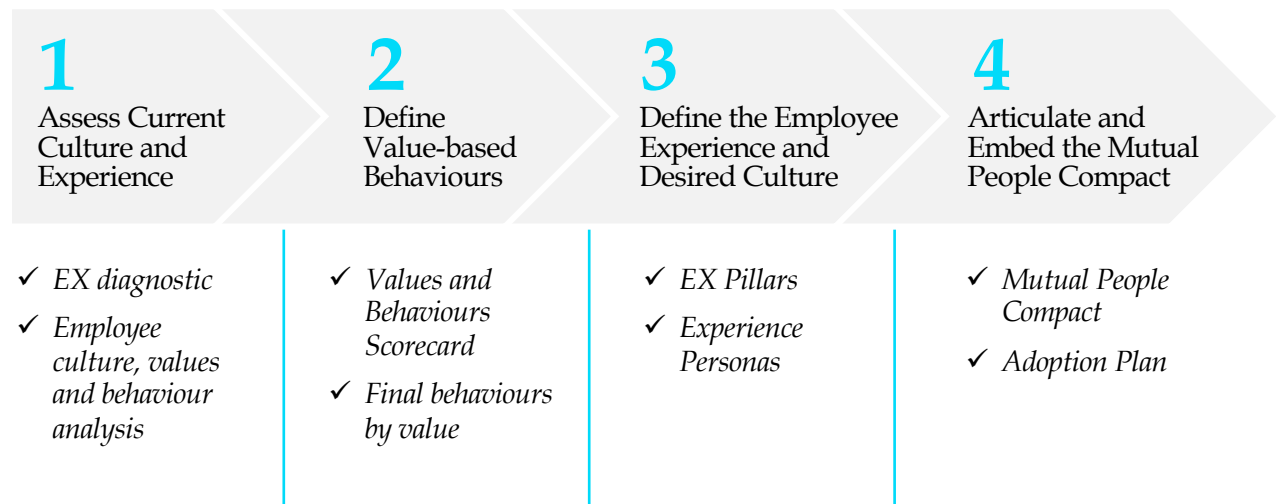 1
Assess Current
Culture and
Experience
2
Define
Value-based
Behaviours
3
Define the Employee
Experience and
Desired Culture
4
Articulate and
Embed the Mutual
People Compact
✓ EX diagnostic
✓ Employee
culture, values
and behaviour
analysis
✓ Values and
Behaviours
Scorecard
✓ Final behaviours
by value
✓ EX Pillars
✓ Experience
Personas
✓ Mutual People
Compact
✓ Adoption Plan